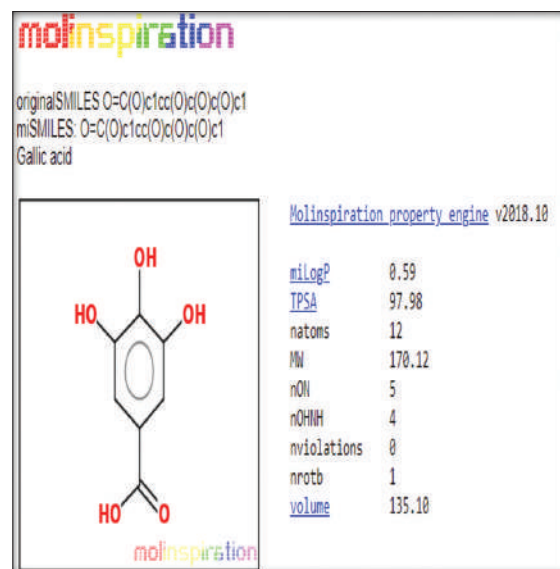 molinspiration
originalSMILES O=C(O)c1cc(O)c(O)c(O)c1
miSMILES: O=C(O)c1cc(O)c(O)c(O)c1
Gallic acid
Molinspiration property engine v2018.10
miLogP 0.59
TPSA 97.98
natoms 12
MW 170.12
nON 5
nOHNH 4
nviolations 0
nrotb 1
volume 135.10
OH
HO OH
HO O
molinspiration